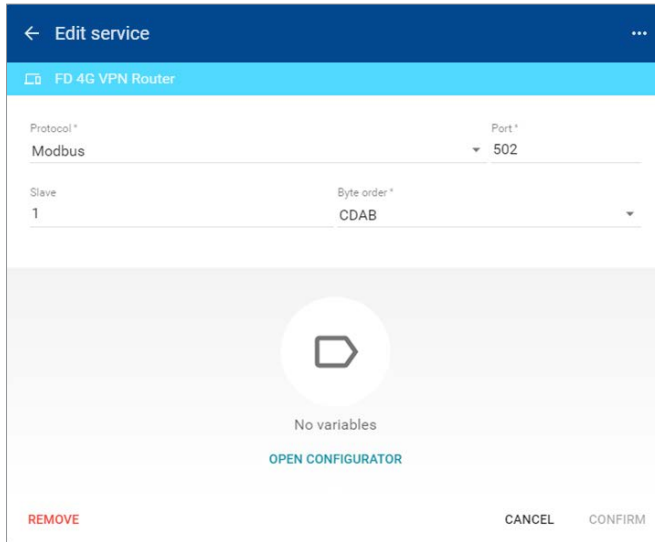 Edit service
FD 4G VPN Router
Protocol * Port *
Modbus 502
Slave Byte order *
1 CDAB
No variables
OPEN CONFIGURATOR
REMOVE CANCEL CONFIRM